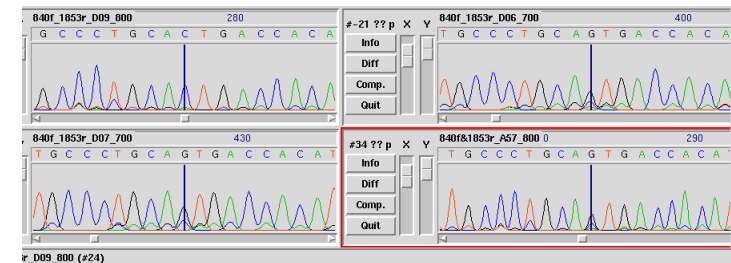 840f_1853r_D09_800 280
G C C C T G C A C T G A C C A C A
#-21 ?? p X Y 840f_1853r_D06_700 400
T G C C C T G C A G T G A C C A C A
Info
Diff
Comp.
Quit
840f_1853r_D07_700 430
T G C C C T G C A G T G A C C A C A T
#34 ?? p X Y 840f&1853r_A57_800 0 290
T G C C C T G C A G T G A C C A C A T
Info
Diff
Comp.
Quit
D09_800 (#24)